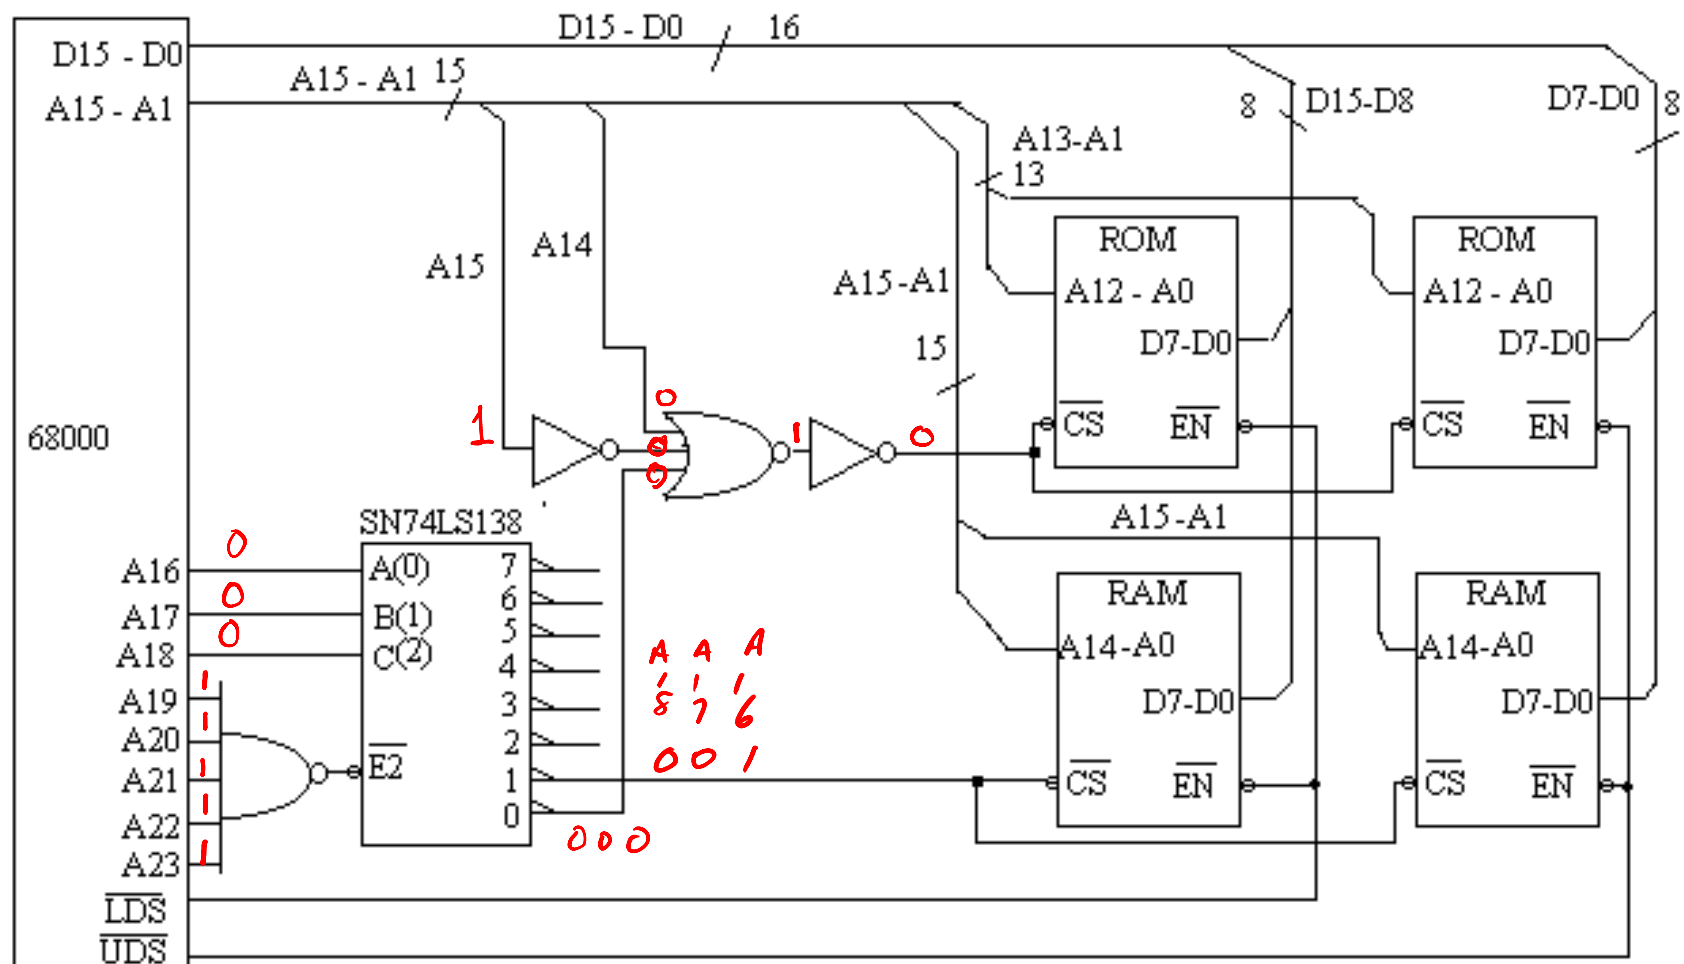 D15 - D0 16
D15 - D0
A15 - A1 15
A15 - A1
8 D15-D8
D7-D0 8
A13-A1
13
A15
A14
A15-A1
15
ROM
A12 - A0
D7-D0
CS EN
ROM
A12 - A0
D7-D0
CS EN
68000
1
0
0
0
1
0
A15-A1
SN74LS138
A16 0
A17 0
A18 0
A19 1
A20 1
A21 1
A22 1
A23 1
A(0)
B(1)
C(2)
E2
7
6
5
4
3
2
1
0
A A A
1 1 1
8 7 6
0 0 1
0 0 0
RAM
A14-A0
D7-D0
CS EN
RAM
A14-A0
D7-D0
CS EN
LDS
UDS